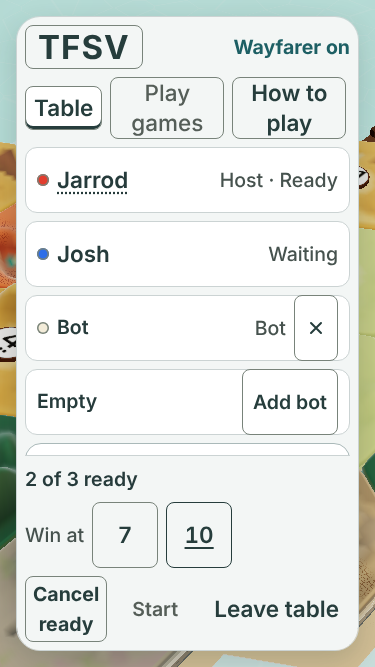 TFSV
Wayfarer on
Table
Play
games
How to
play
Jarrod
Host · Ready
Josh
Waiting
Bot
Bot
×
Empty
Add bot
2 of 3 ready
Win at
7
10
Cancel
ready
Start
Leave table